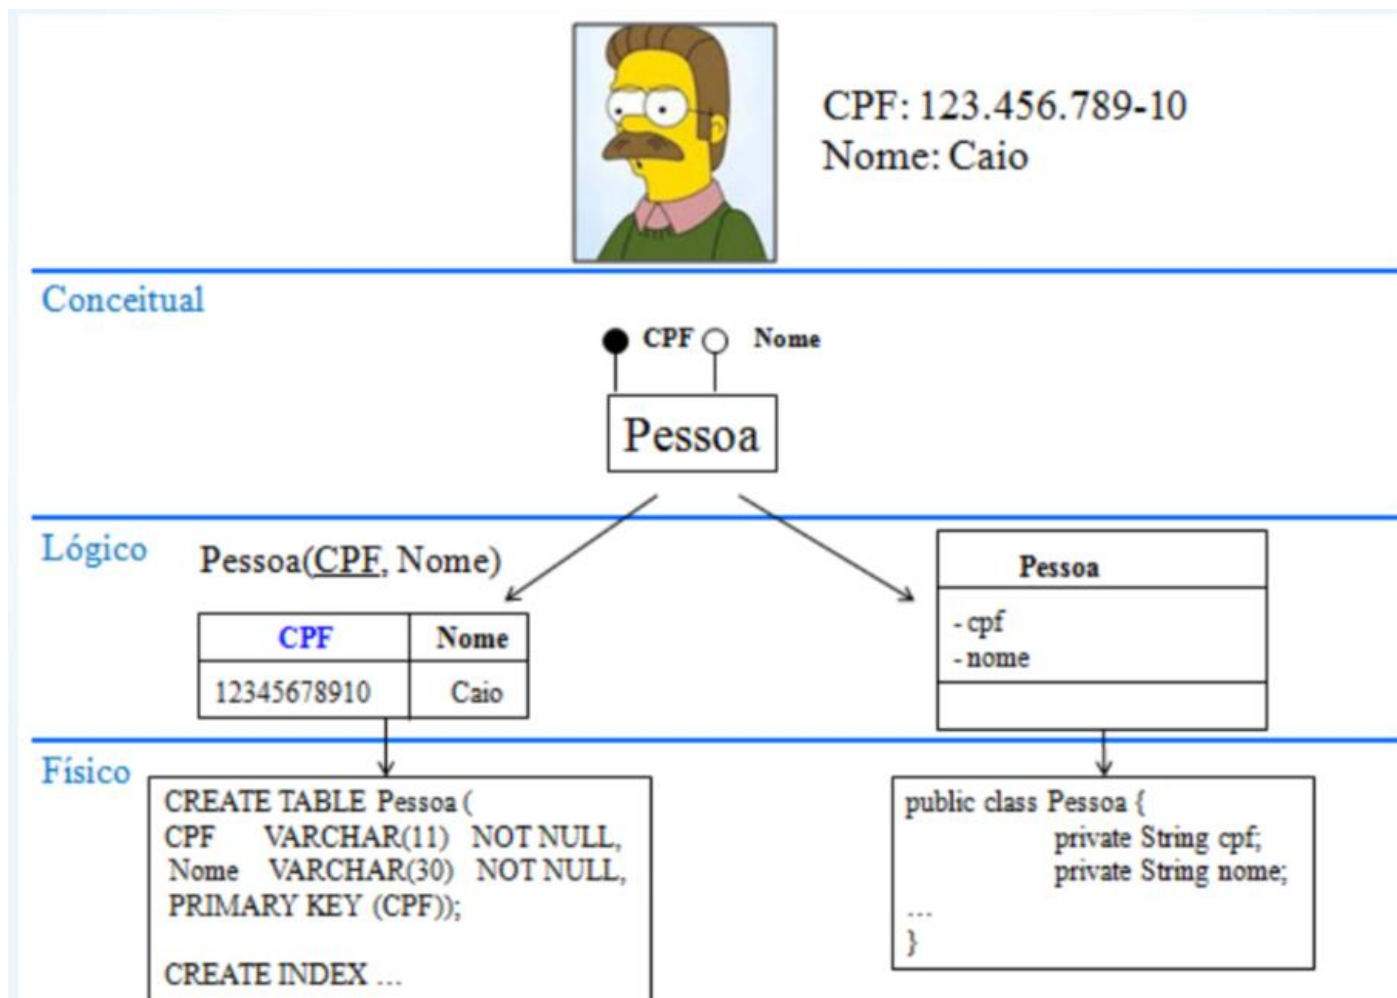 CPF: 123.456.789-10
Nome: Caio
Conceitual
CPF Nome
Pessoa
Lógico
Pessoa(CPF, Nome)
CPF Nome
12345678910 Caio
Pessoa
- cpf
- nome
Físico
CREATE TABLE Pessoa (
CPF VARCHAR(11) NOT NULL,
Nome VARCHAR(30) NOT NULL,
PRIMARY KEY (CPF));
CREATE INDEX ...
public class Pessoa {
private String cpf;
private String nome;
...
}